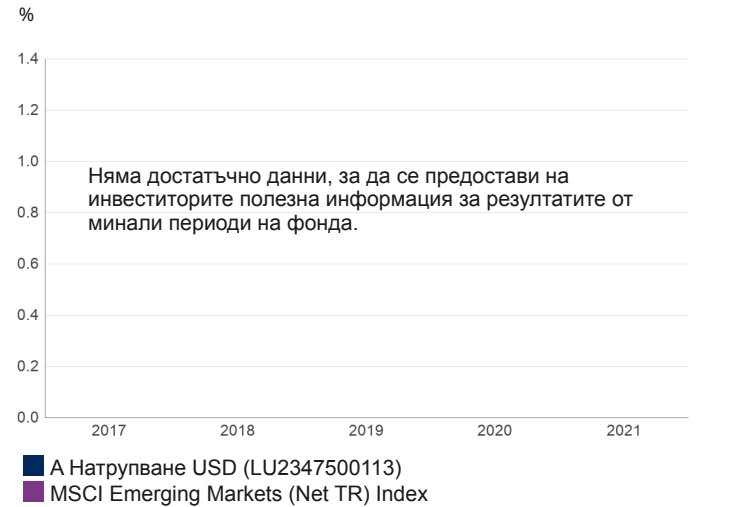 %
1.4
1.2
1.0
Няма достатъчно данни, за да се предостави на
инвеститорите полезна информация за резултатите от
0.8
минали периоди на фонда.
0.6
0.4
0.2
0.0
2017 2018 2019 2020 2021
А Натрупване USD (LU2347500113)
MSCI Emerging Markets (Net TR) Index